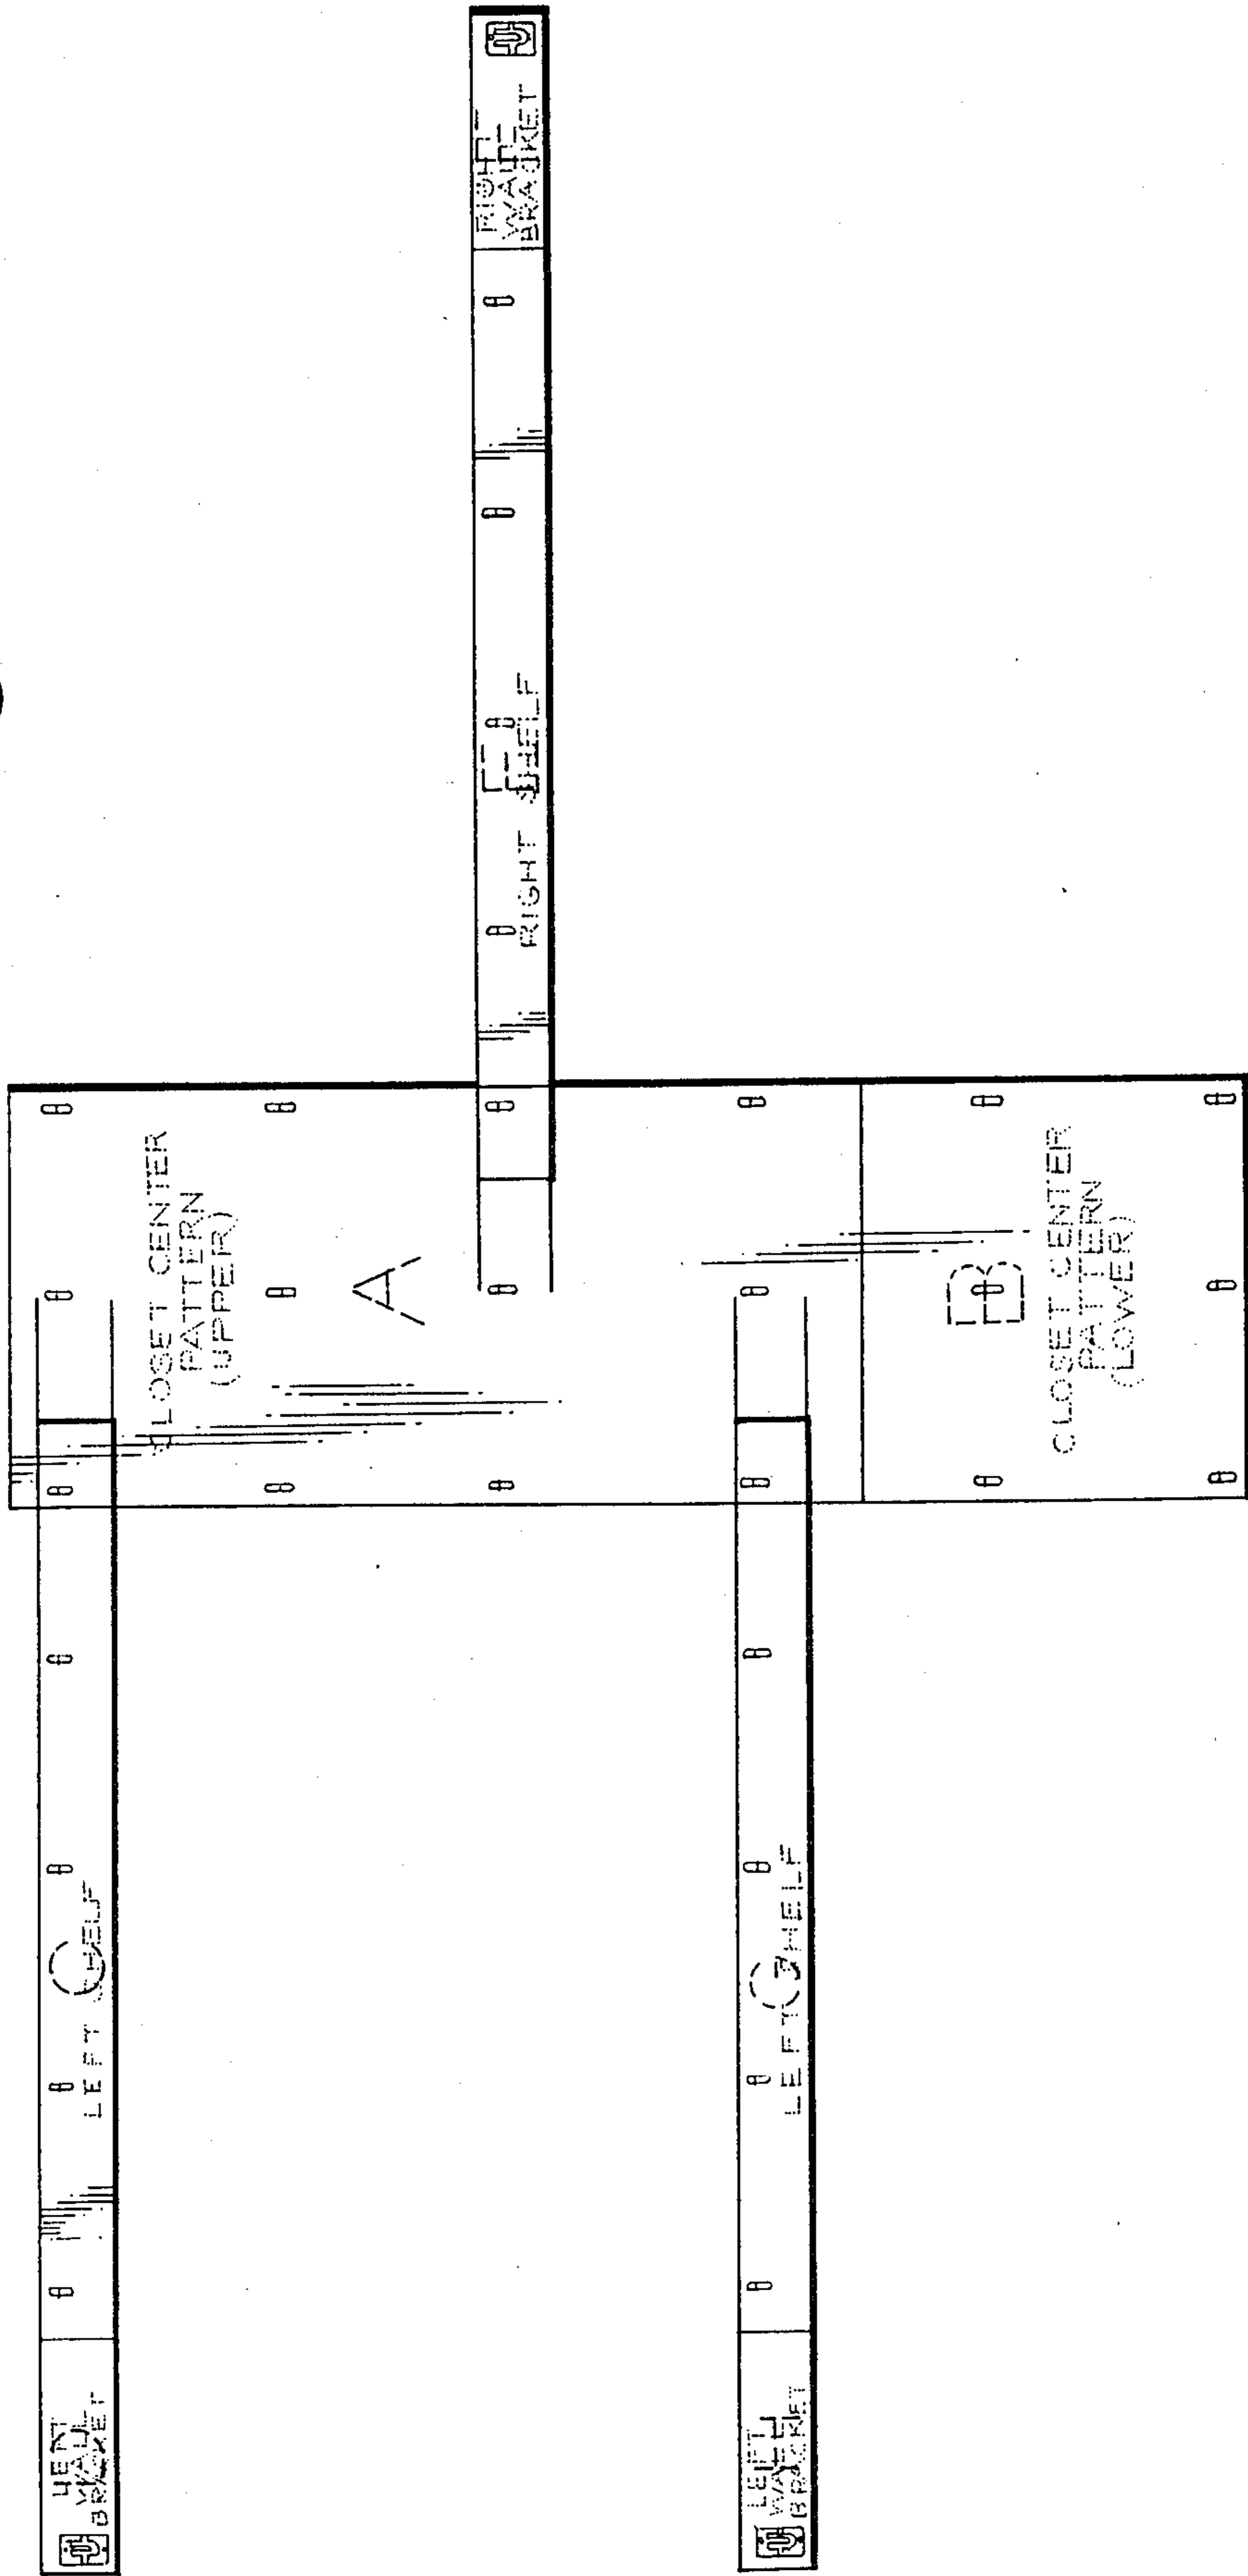 LEFT
WALL
BRACKET
LEFT SHELF
CLOSET CENTER
PATTERN
(UPPER)
A
RIGHT SHELF
RIGHT
WALL
BRACKET
LEFT
WALL
BRACKET
LEFT SHELF
B
CLOSET CENTER
PATTERN
(LOWER)